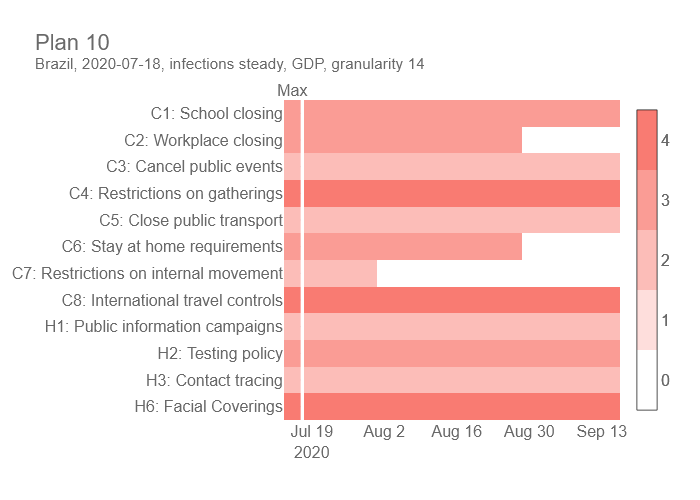 Plan 10
Brazil, 2020-07-18, infections steady, GDP, granularity 14
Max
C1: School closing
C2: Workplace closing
C3: Cancel public events
C4: Restrictions on gatherings
C5: Close public transport
C6: Stay at home requirements
C7: Restrictions on internal movement
C8: International travel controls
H1: Public information campaigns
H2: Testing policy
H3: Contact tracing
H6: Facial Coverings
4
3
2
1
0
Jul 19 Aug 2 Aug 16 Aug 30 Sep 13
2020